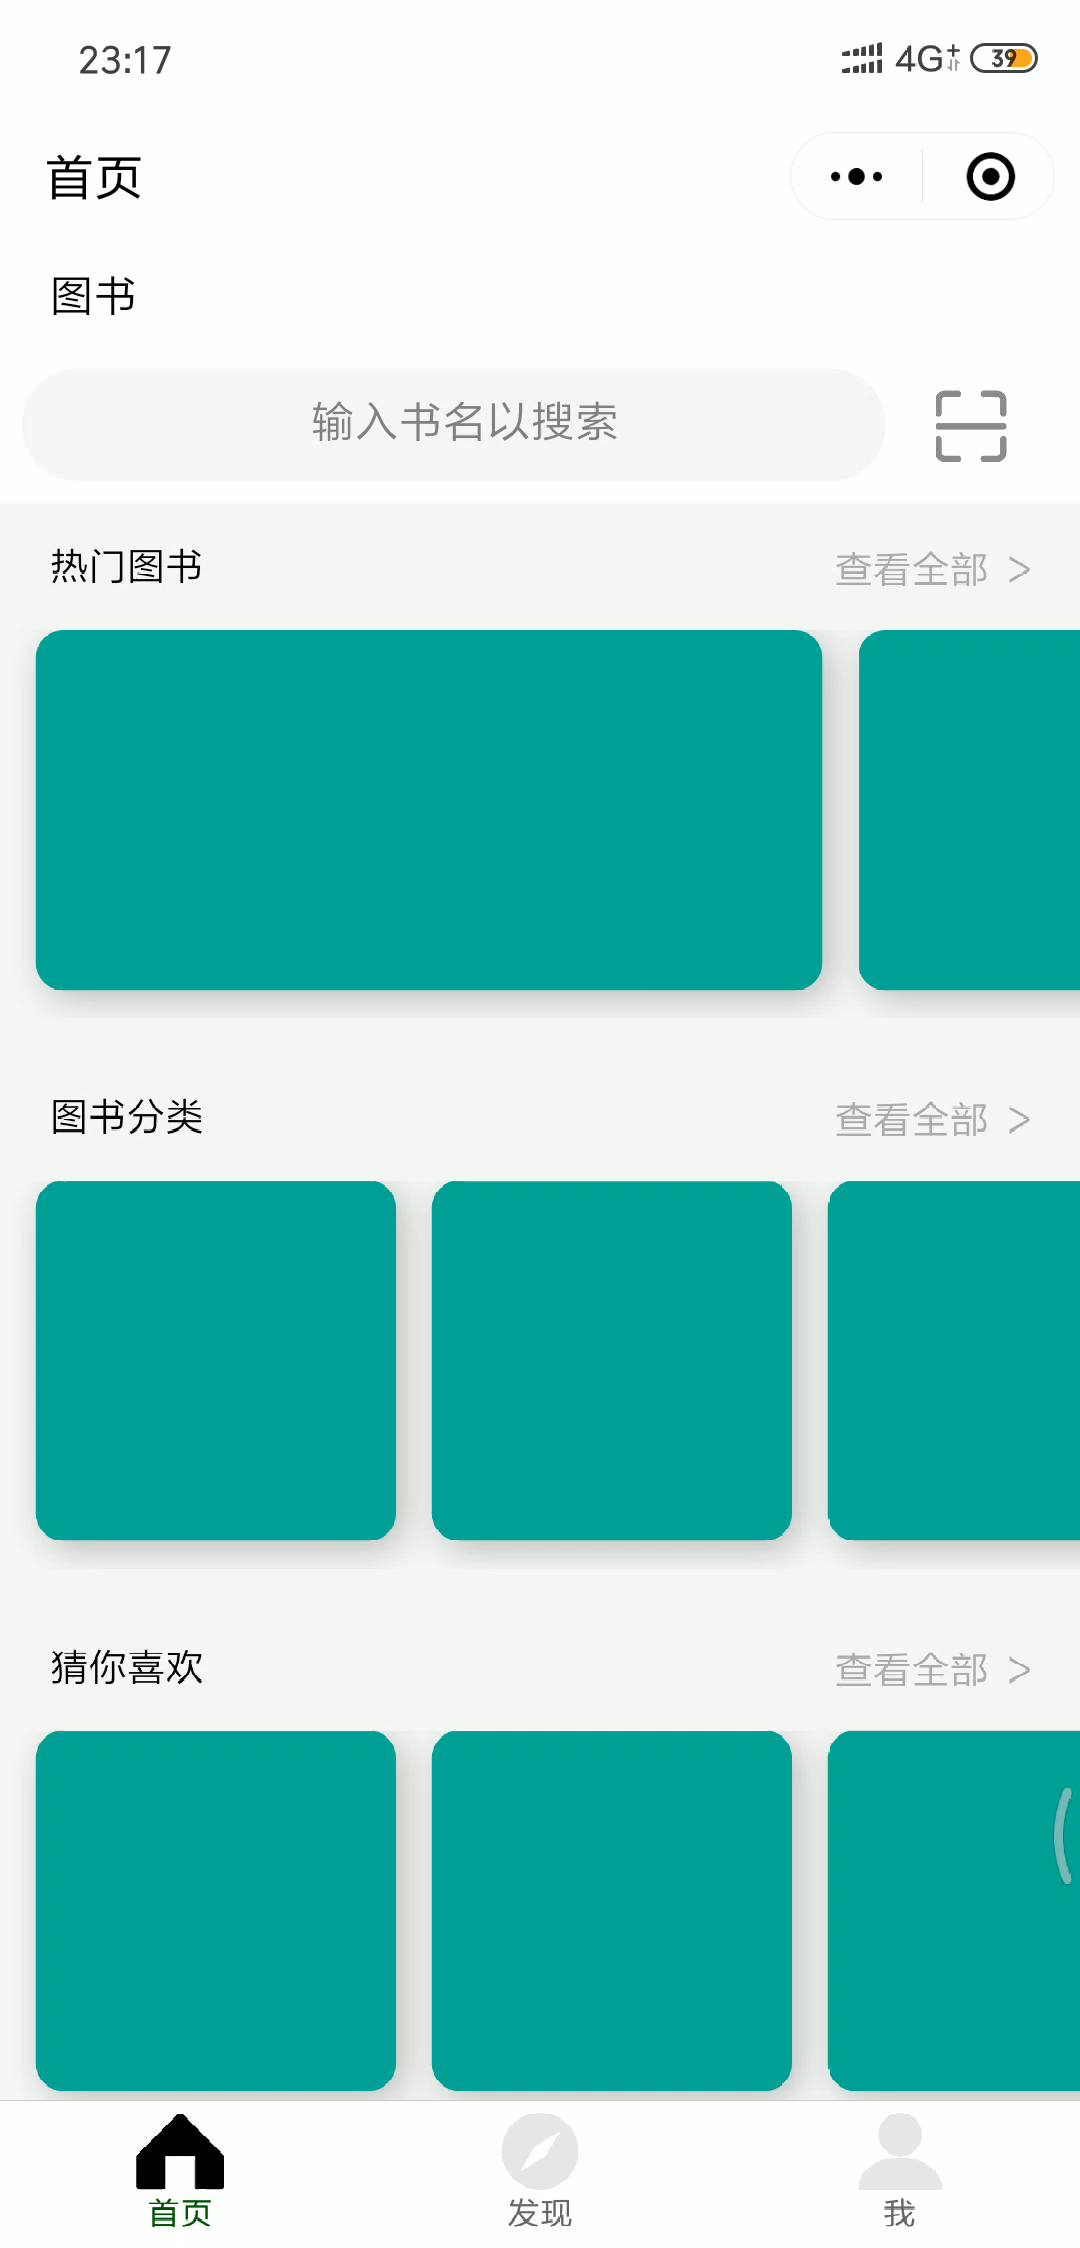 23:17 4G+ 39
首页
图书
输入书名以搜索
热门图书 查看全部 >
图书分类 查看全部 >
猜你喜欢 查看全部 >
首页 发现 我